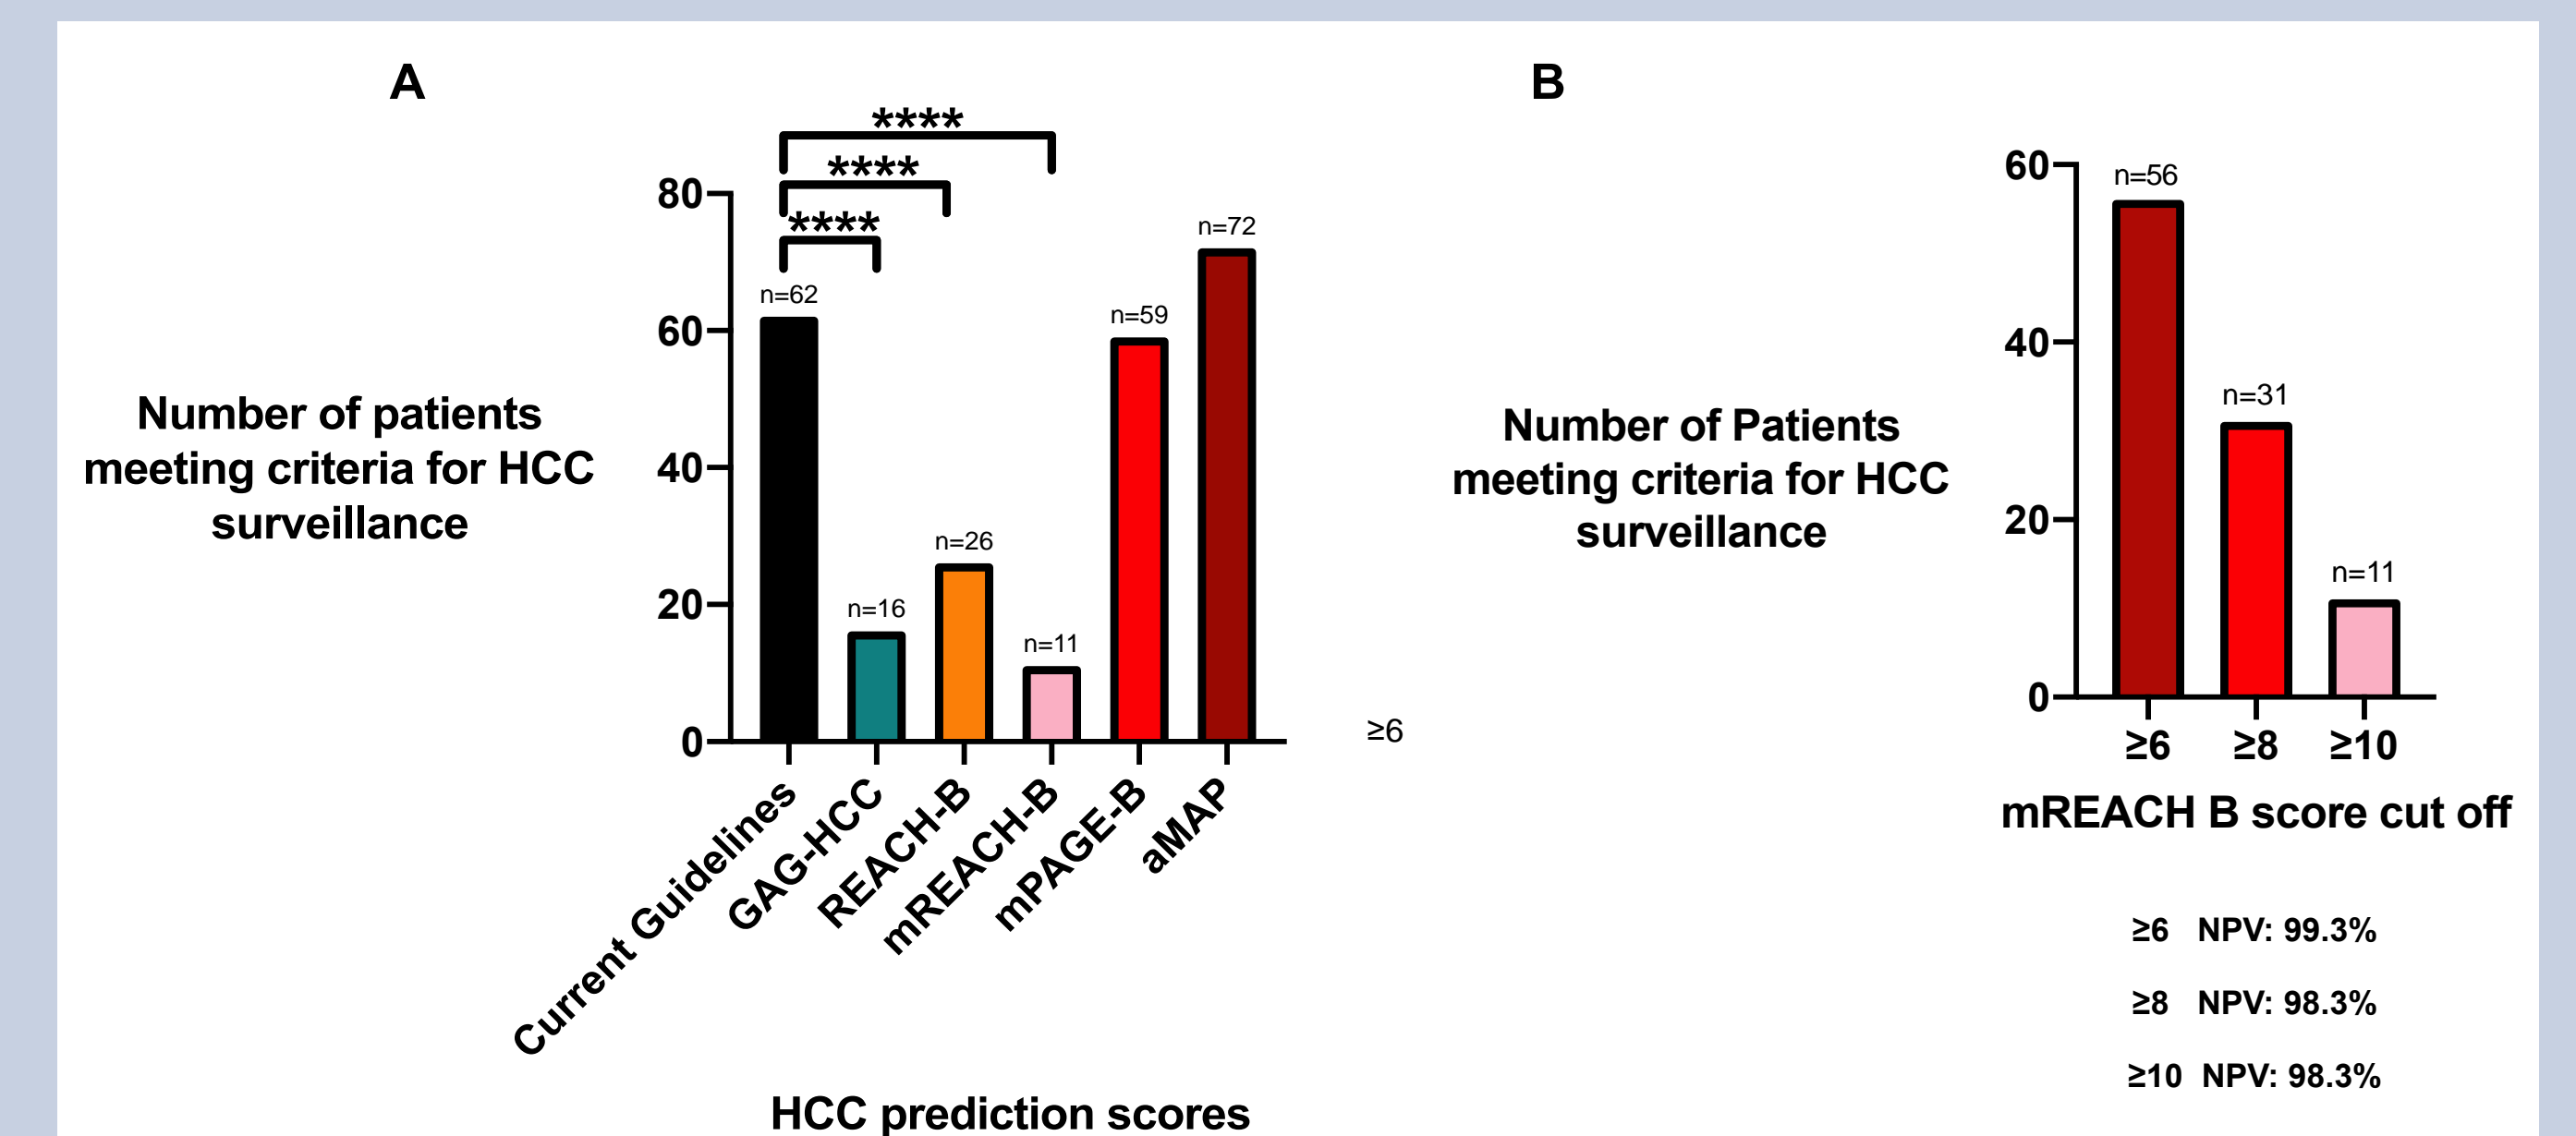 A
****
****
****
80
60
40
20
0
n=62
n=16
n=26
n=11
n=59
n=72
Number of patients
meeting criteria for HCC
surveillance
Current Guidelines
GAG-HCC
REACH-B
mREACH-B
mPAGE-B
aMAP
HCC prediction scores
≥6
B
60
40
20
0
n=56
n=31
n=11
Number of Patients
meeting criteria for HCC
surveillance
≥6 ≥8 ≥10
mREACH B score cut off
≥6 NPV: 99.3%
≥8 NPV: 98.3%
≥10 NPV: 98.3%